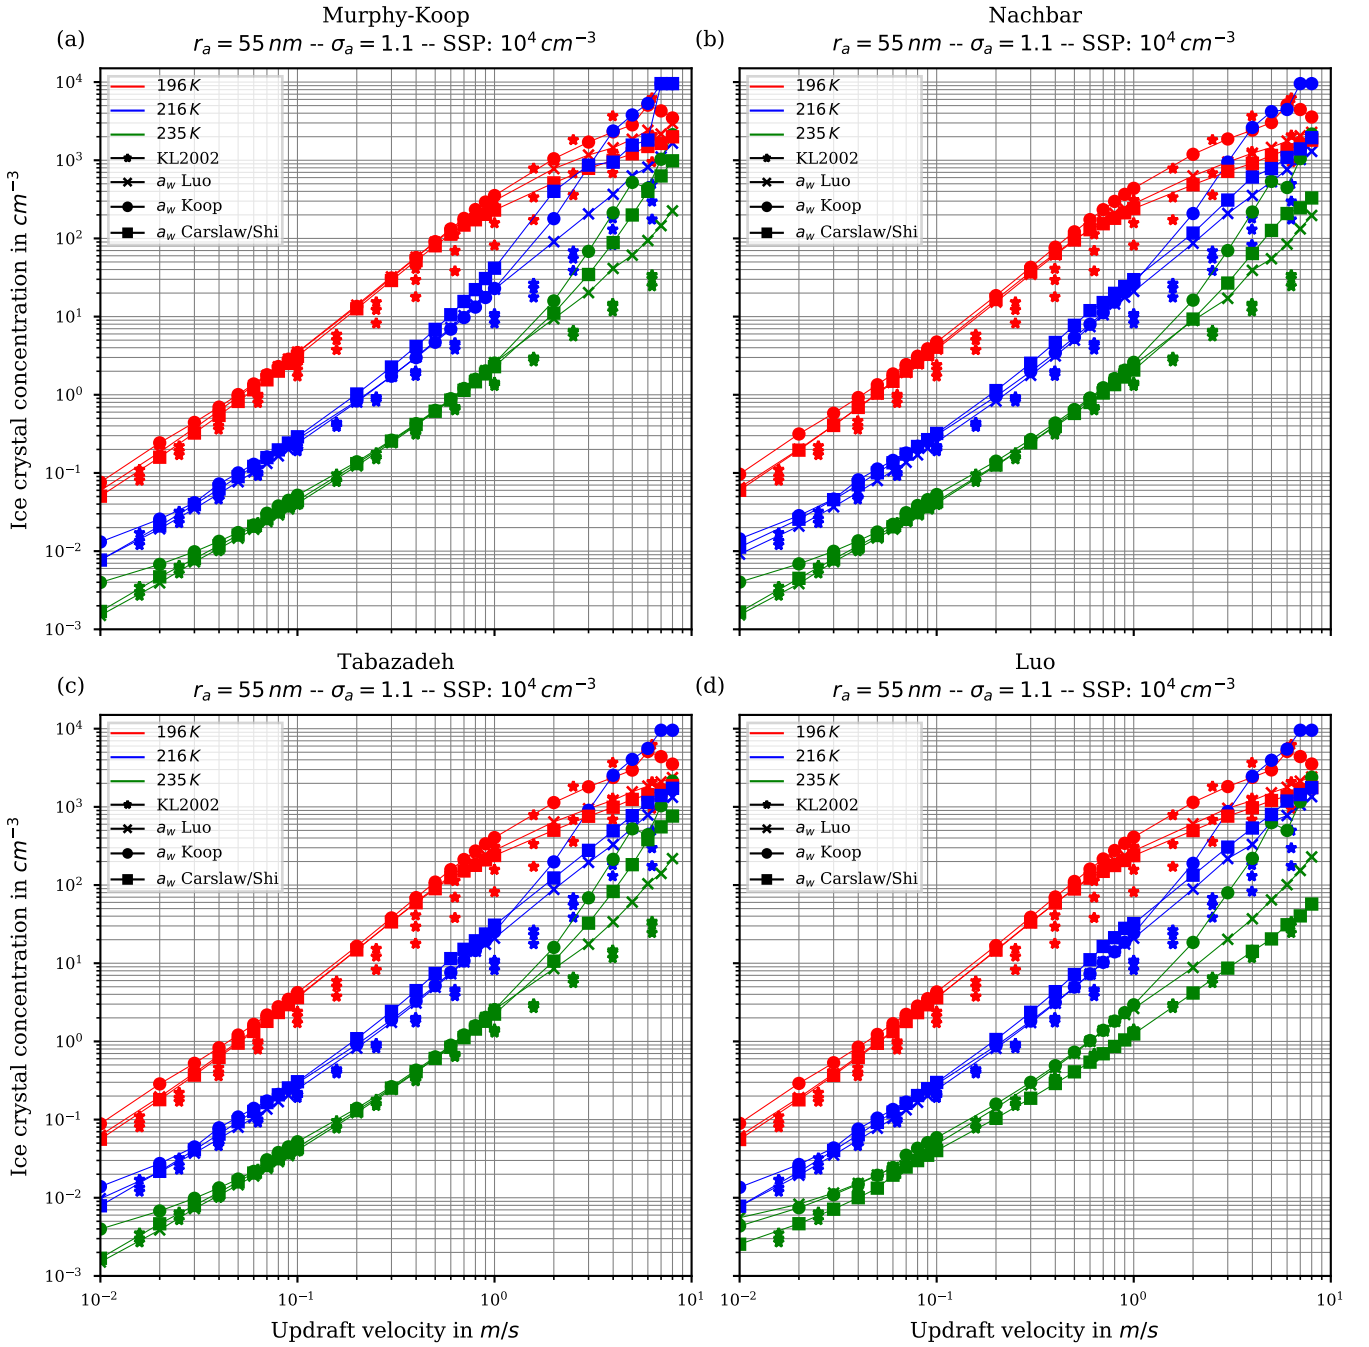 Murphy-Koop
(a) r_a = 55 nm -- σ_a = 1.1 -- SSP: 10^4 cm^−3
Nachbar
(b) r_a = 55 nm -- σ_a = 1.1 -- SSP: 10^4 cm^−3
Ice crystal concentration in cm^−3
10^4
10^3
10^2
10^1
10^0
10^−1
10^−2
10^−3
196 K
216 K
235 K
KL2002
a_w Luo
a_w Koop
a_w Carslaw/Shi
196 K
216 K
235 K
KL2002
a_w Luo
a_w Koop
a_w Carslaw/Shi
Tabazadeh
(c) r_a = 55 nm -- σ_a = 1.1 -- SSP: 10^4 cm^−3
Luo
(d) r_a = 55 nm -- σ_a = 1.1 -- SSP: 10^4 cm^−3
Ice crystal concentration in cm^−3
10^4
10^3
10^2
10^1
10^0
10^−1
10^−2
10^−3
196 K
216 K
235 K
KL2002
a_w Luo
a_w Koop
a_w Carslaw/Shi
196 K
216 K
235 K
KL2002
a_w Luo
a_w Koop
a_w Carslaw/Shi
10^−2 10^−1 10^0 10^1
10^−2 10^−1 10^0 10^1
Updraft velocity in m/s
Updraft velocity in m/s